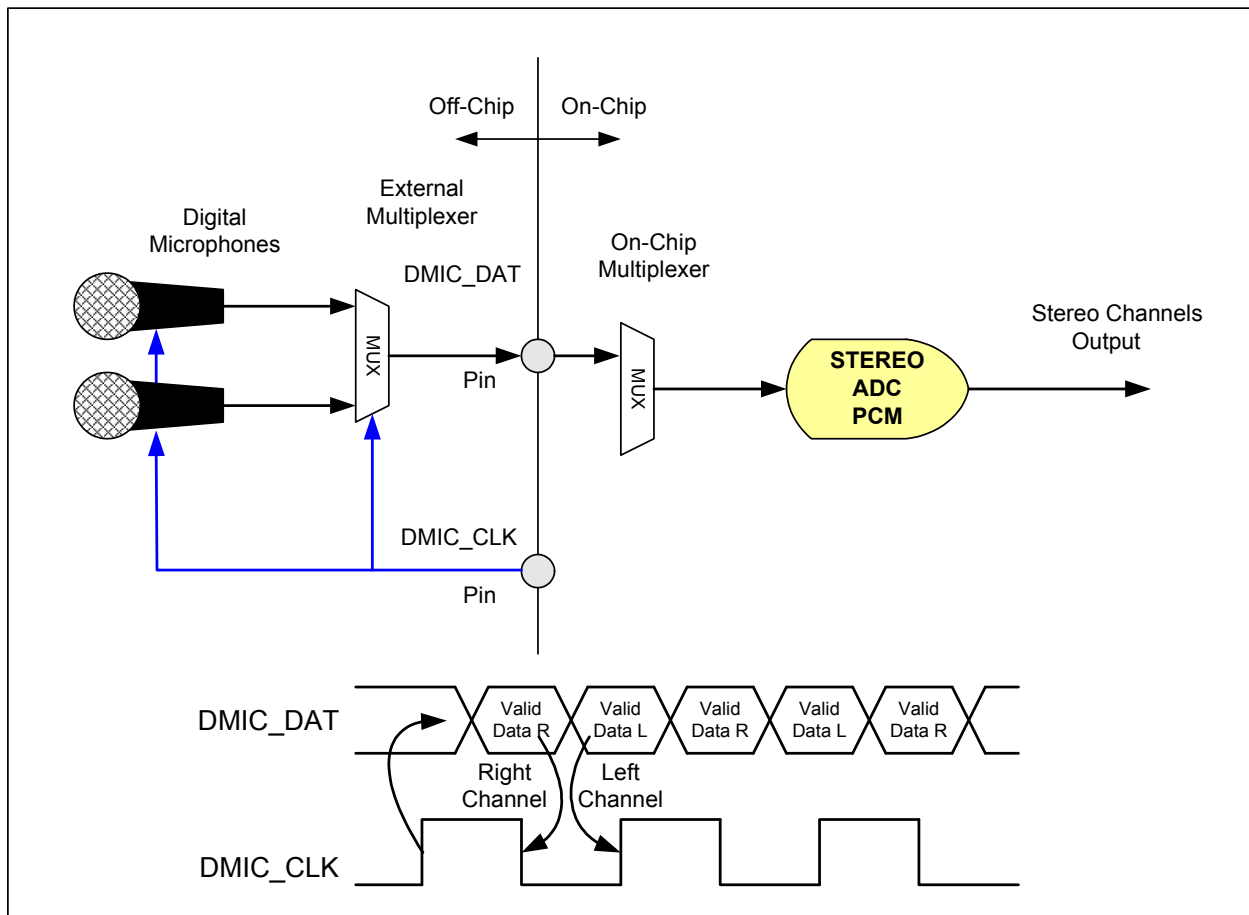 Off-Chip
On-Chip
External
Multiplexer
Digital
Microphones
On-Chip
Multiplexer
DMIC_DAT
Stereo Channels
Output
MUX
MUX
STEREO
ADC
PCM
Pin
DMIC_CLK
Pin
DMIC_DAT
Valid
Data R
Valid
Data L
Valid
Data R
Valid
Data L
Valid
Data R
Right
Channel
Left
Channel
DMIC_CLK